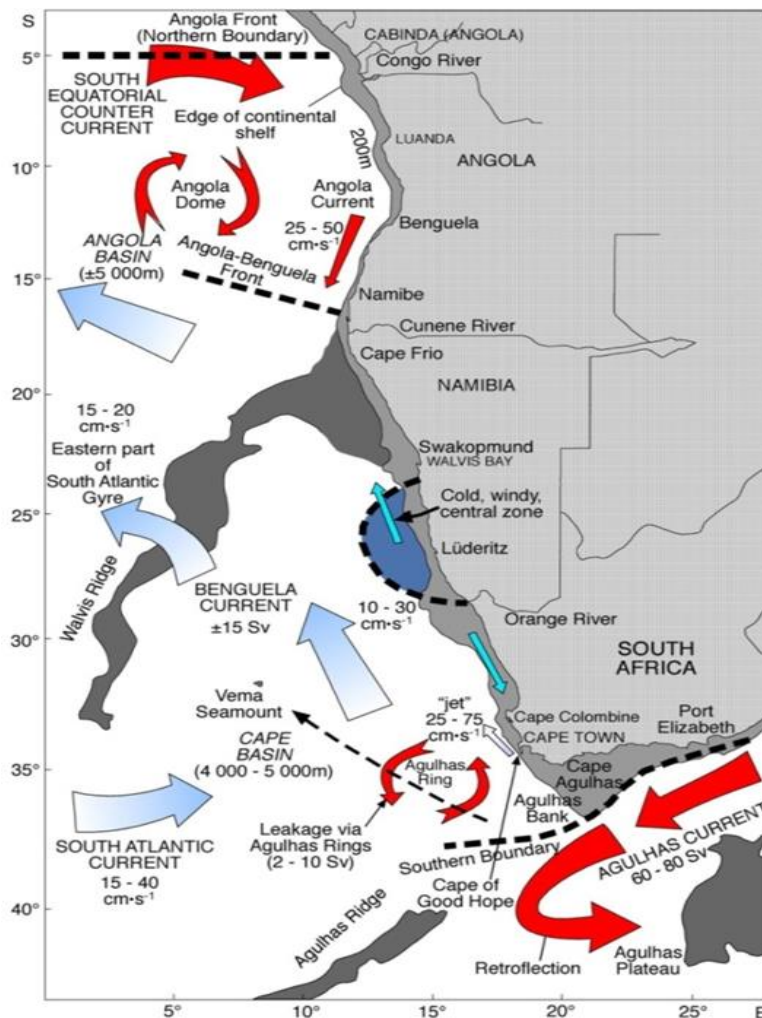 S
Angola Front
(Northern Boundary)
CABINDA (ANGOLA)
5°
Congo River
SOUTH
EQUATORIAL
COUNTER
CURRENT
Edge of continental
shelf
200m
LUANDA
10°
ANGOLA
Angola
Dome
Angola
Current
25 - 50
cm·s⁻¹
Benguela
ANGOLA
BASIN
(±5 000m)
Angola-Benguela
Front
15°
Namibe
Cunene River
Cape Frio
20°
NAMIBIA
15 - 20
cm·s⁻¹
Eastern part
of
South Atlantic
Gyre
Swakopmund
WALVIS BAY
Cold, windy,
central zone
25°
Lüderitz
Walvis Ridge
BENGUELA
CURRENT
±15 Sv
10 - 30
cm·s⁻¹
Orange River
30°
SOUTH
AFRICA
Vema
Seamount
"jet"
25 - 75
cm·s⁻¹
Cape Colombine
CAPE TOWN
Port
Elizabeth
CAPE
BASIN
(4 000 - 5 000m)
35°
Agulhas
Ring
Cape
Agulhas
Agulhas
Bank
Leakage via
Agulhas Rings
(2 - 10 Sv)
SOUTH ATLANTIC
CURRENT
15 - 40
cm·s⁻¹
Southern Boundary
AGULHAS CURRENT
60 - 80 Sv
Cape of
Good Hope
40°
Agulhas Ridge
Retroflection
Agulhas
Plateau
5°
10°
15°
20°
25°
E